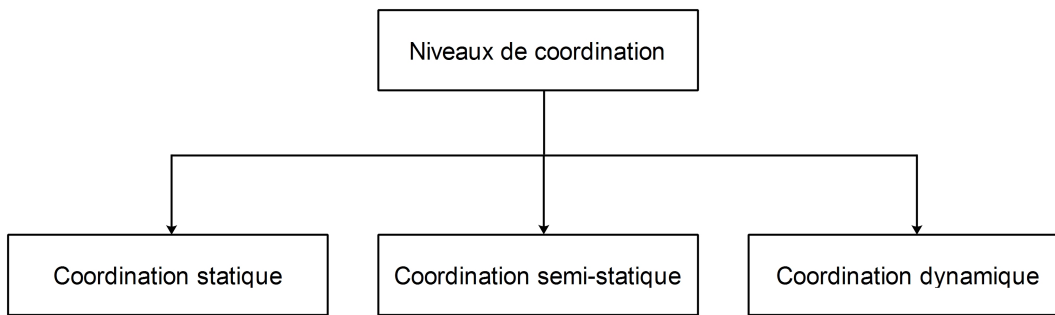 Niveaux de coordination
Coordination statique
Coordination semi-statique
Coordination dynamique